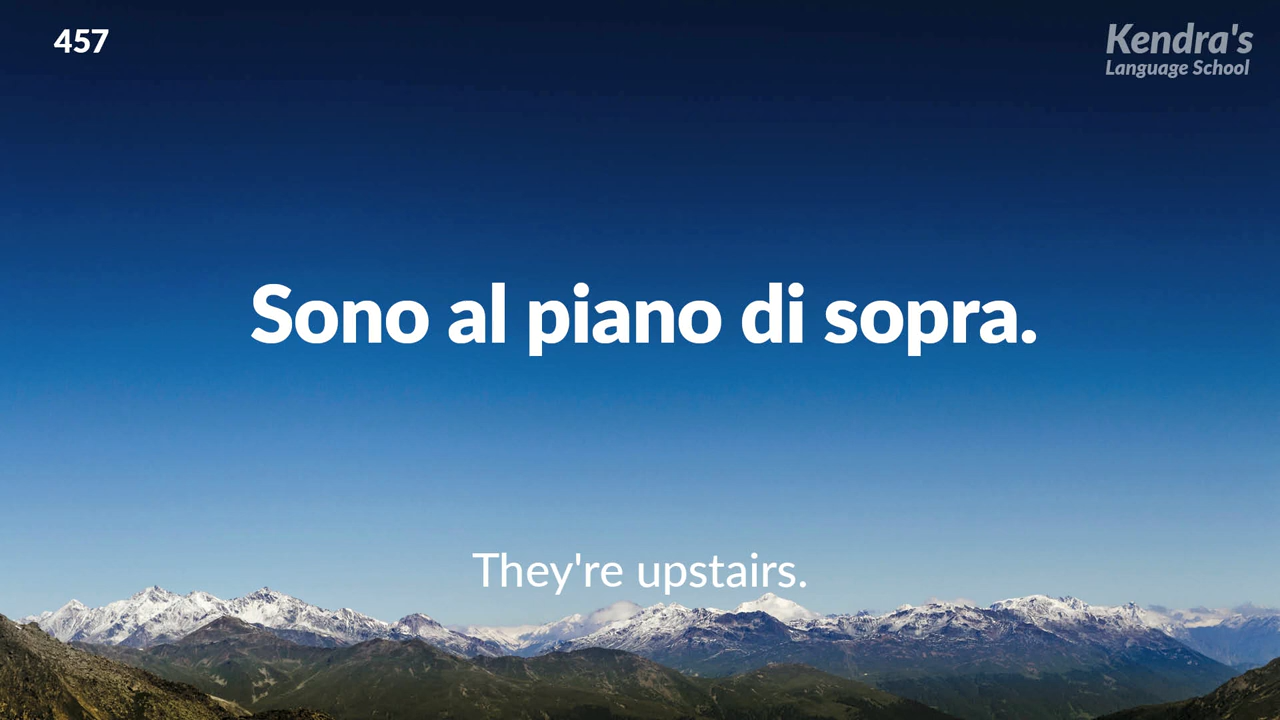 457
Kendra's
Language School
Sono al piano di sopra.
They're upstairs.